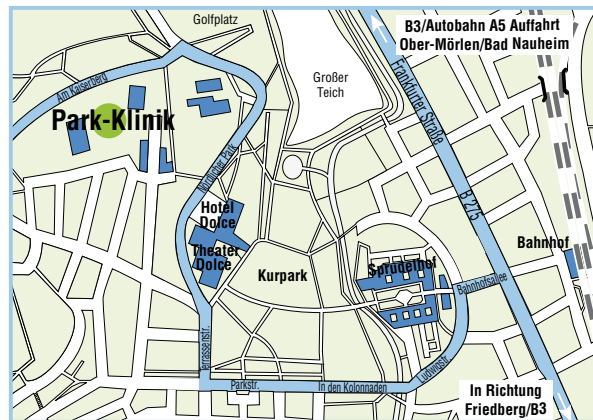 Golfplatz
B3/Autobahn A5 Auffahrt
Ober-Mörlen/Bad Nauheim
Am Kaiserberg
Großer
Teich
Frankfurter Straße
Park-Klinik
Nördlicher Park
B 275
Hotel
Dolce
Theater
Dolce
Kurpark
Sprudelhof
Bahnhof
Bahnhofsallee
Terrassenstr.
Ludwigstr.
Parkstr.
In den Kolonnaden
In Richtung
Friedberg/B3